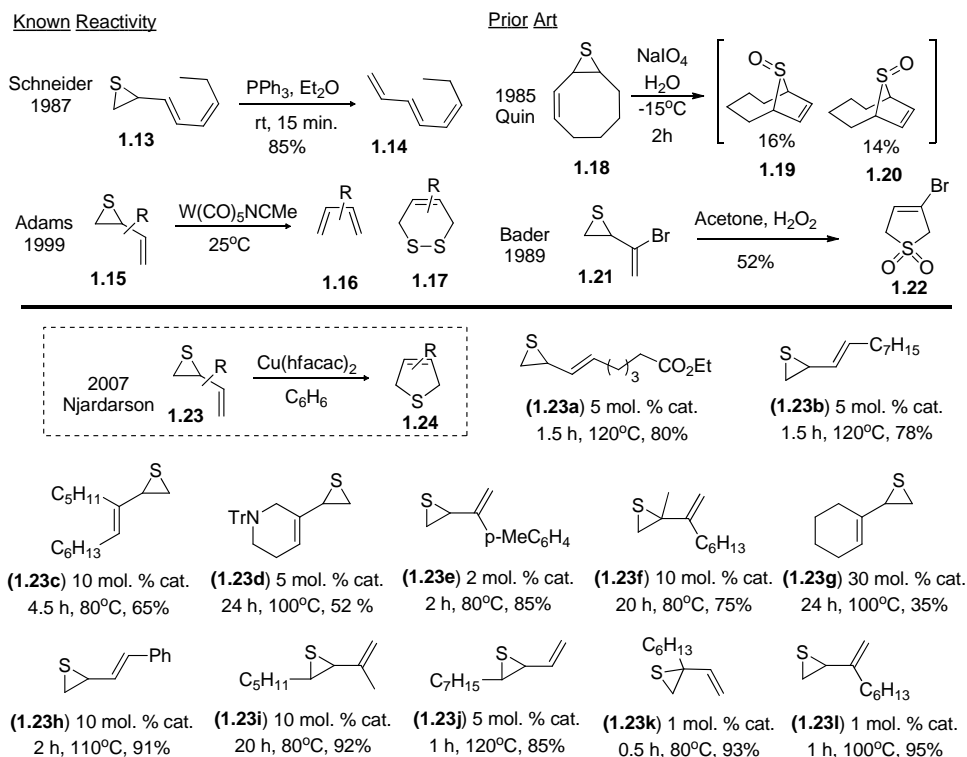 Known Reactivity
Schneider
1987
S
1.13
PPh3, Et2O
rt, 15 min.
85%
1.14
Adams
1999
S
R
1.15
W(CO)5NCMe
25°C
R
1.16
R
S-S
1.17
Prior Art
1985
Quin
S
1.18
NaIO4
H2O
-15°C
2h
S O
16%
1.19
S O
14%
1.20
Bader
1989
S
Br
1.21
Acetone, H2O2
52%
Br
S
O O
1.22
2007
Njardarson
S
R
1.23
Cu(hfacac)2
C6H6
R
S
1.24
S
( )3
CO2Et
(1.23a) 5 mol. % cat.
1.5 h, 120°C, 80%
S
C7H15
(1.23b) 5 mol. % cat.
1.5 h, 120°C, 78%
C5H11
S
C6H13
(1.23c) 10 mol. % cat.
4.5 h, 80°C, 65%
TrN
S
(1.23d) 5 mol. % cat.
24 h, 100°C, 52 %
S
p-MeC6H4
(1.23e) 2 mol. % cat.
2 h, 80°C, 85%
S
Me
C6H13
(1.23f) 10 mol. % cat.
20 h, 80°C, 75%
S
(1.23g) 30 mol. % cat.
24 h, 100°C, 35%
S
Ph
(1.23h) 10 mol. % cat.
2 h, 110°C, 91%
S
C5H11
(1.23i) 10 mol. % cat.
20 h, 80°C, 92%
S
C7H15
(1.23j) 5 mol. % cat.
1 h, 120°C, 85%
C6H13
S
(1.23k) 1 mol. % cat.
0.5 h, 80°C, 93%
S
C6H13
(1.23l) 1 mol. % cat.
1 h, 100°C, 95%